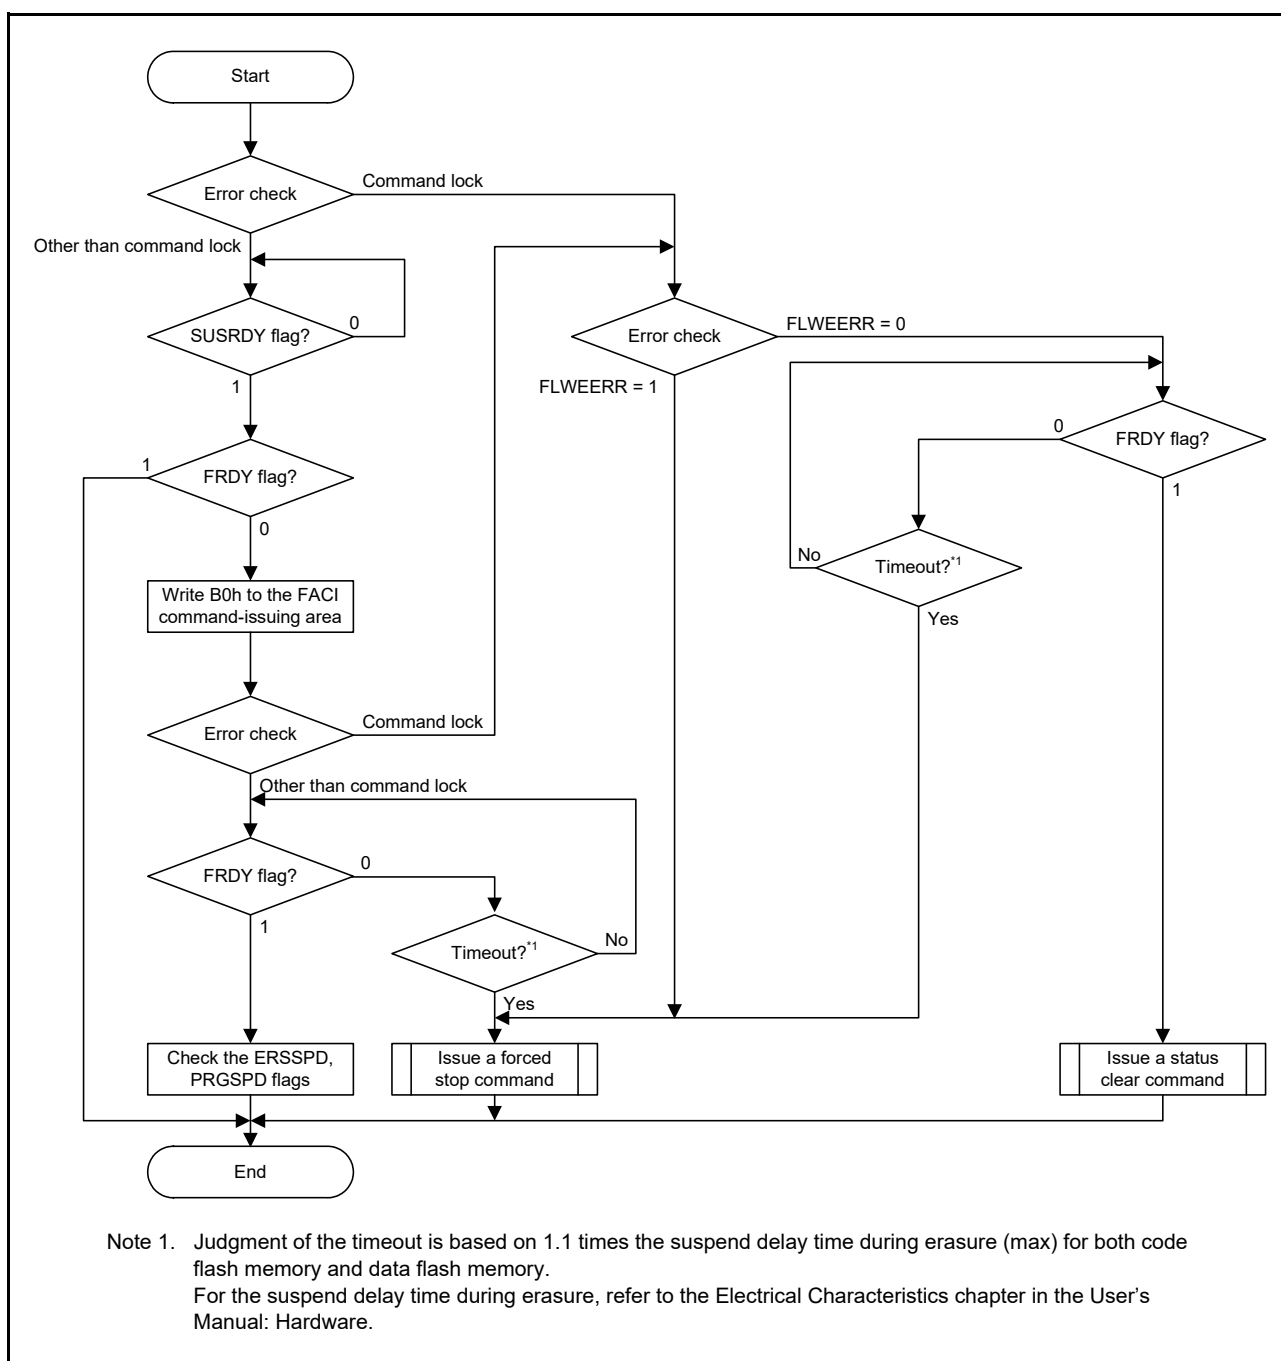 Start
Error check
Command lock
Other than command lock
SUSRDY flag?
0
1
Error check
FLWEERR = 0
FLWEERR = 1
FRDY flag?
0
1
FRDY flag?
1
0
Timeout?*1
No
Yes
Write B0h to the FACI
command-issuing area
Error check
Command lock
Other than command lock
FRDY flag?
0
1
Timeout?*1
No
Yes
Check the ERSSPD,
PRGSPD flags
Issue a forced
stop command
Issue a status
clear command
End
Note 1. Judgment of the timeout is based on 1.1 times the suspend delay time during erasure (max) for both code
flash memory and data flash memory.
For the suspend delay time during erasure, refer to the Electrical Characteristics chapter in the User's
Manual: Hardware.